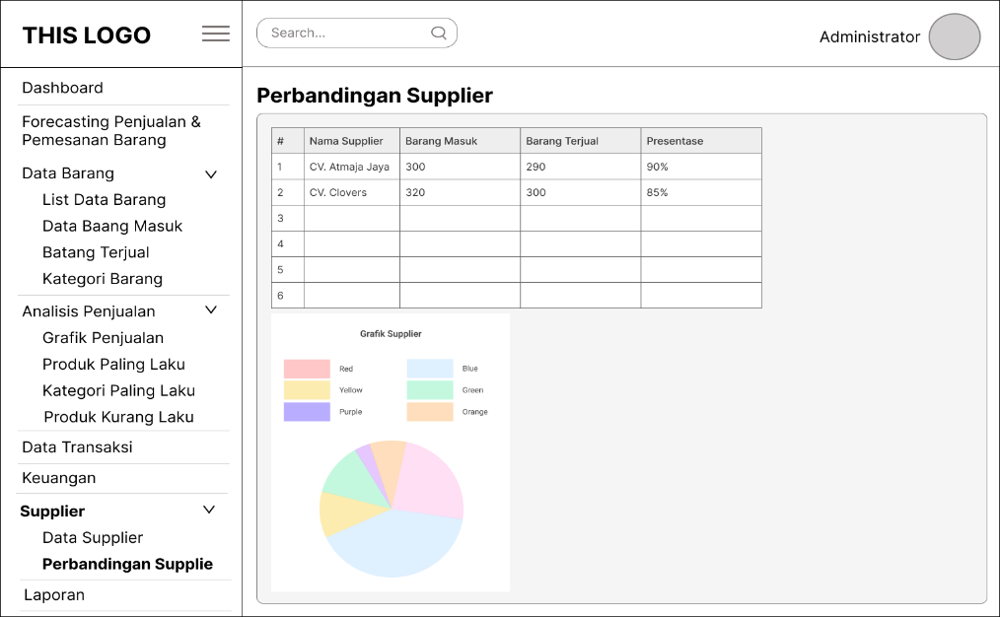 THIS LOGO
Search...
Administrator
Dashboard
Forecasting Penjualan &
Pemesanan Barang
Data Barang
List Data Barang
Data Baang Masuk
Batang Terjual
Kategori Barang
Analisis Penjualan
Grafik Penjualan
Produk Paling Laku
Kategori Paling Laku
Produk Kurang Laku
Data Transaksi
Keuangan
Supplier
Data Supplier
Perbandingan Supplie
Laporan
Perbandingan Supplier
# Nama Supplier Barang Masuk Barang Terjual Presentase
1 CV. Atmaja Jaya 300 290 90%
2 CV. Clovers 320 300 85%
3
4
5
6
Grafik Supplier
Red Blue
Yellow Green
Purple Orange